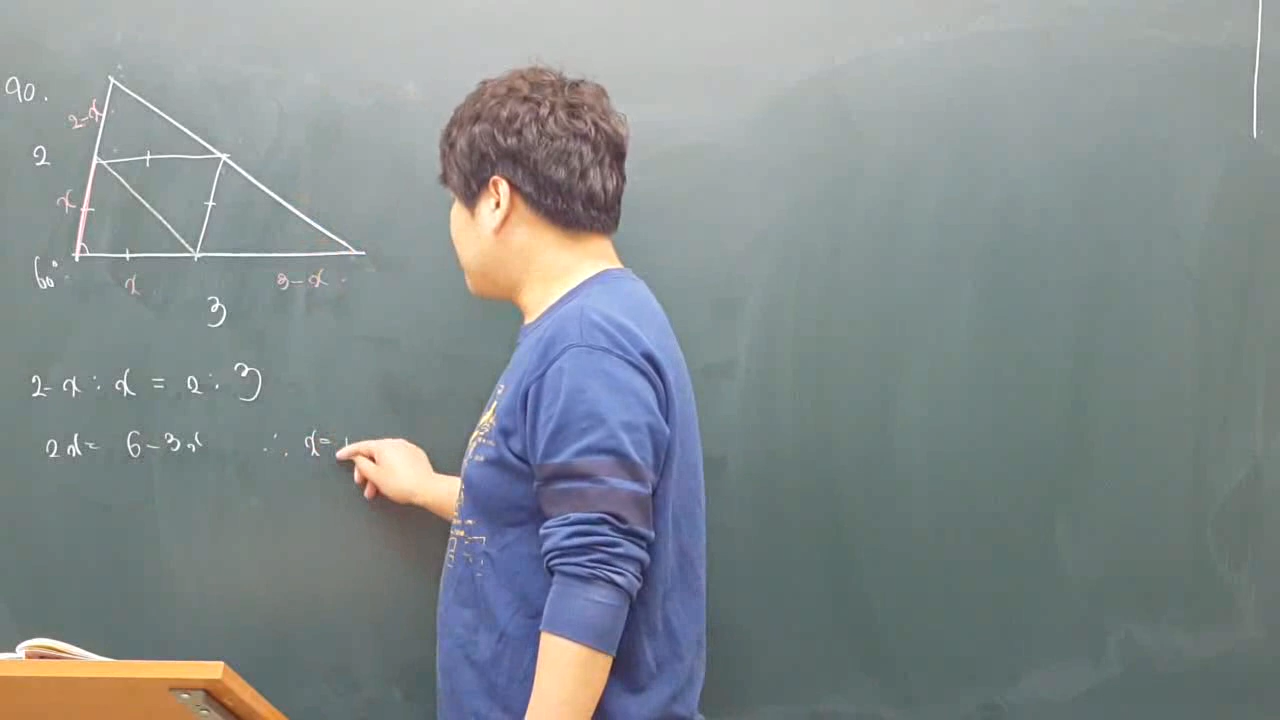 90.
2-x
2
x
60°
x
3-x
3
2-x : x = 2 : 3
2x = 6-3x ∴ x=